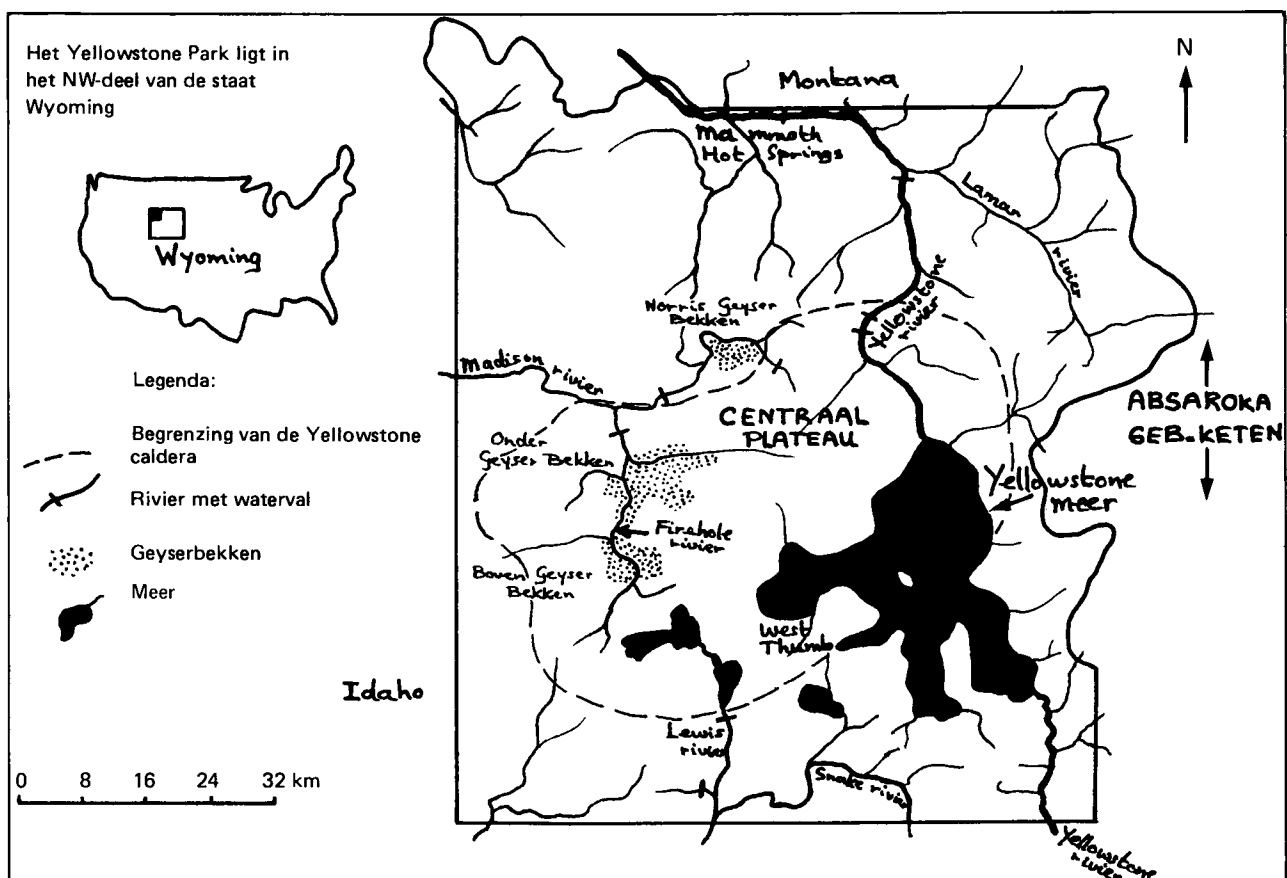 Het Yellowstone Park ligt in
het NW-deel van de staat
Wyoming
Wyoming
Legenda:
Begrenzing van de Yellowstone
caldera
Rivier met waterval
Geyserbekken
Meer
Idaho
0 8 16 24 32 km
N
Montana
Mammoth
Hot Springs
Lamar
rivier
Yellowstone
rivier
Norris Geyser
Bekken
Madison rivier
CENTRAAL
PLATEAU
ABSAROKA
GEB-KETEN
Onder
Geyser Bekken
Yellowstone
meer
Firehole
rivier
Boven Geyser
Bekken
West
Thumb
Lewis
rivier
Snake rivier
Yellowstone
rivier